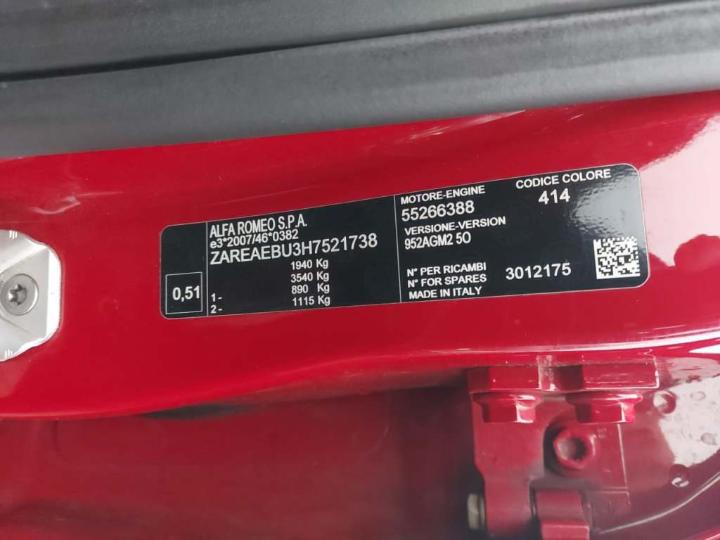 ALFA ROMEO S.P.A.
e3*2007/46*0382
ZAREAEBU3H7521738
1940 Kg
3540 Kg
1- 890 Kg
2- 1115 Kg
0,51
MOTORE-ENGINE
55266388
VERSIONE-VERSION
952AGM2 50
CODICE COLORE
414
N° PER RICAMBI
N° FOR SPARES
3012175
MADE IN ITALY